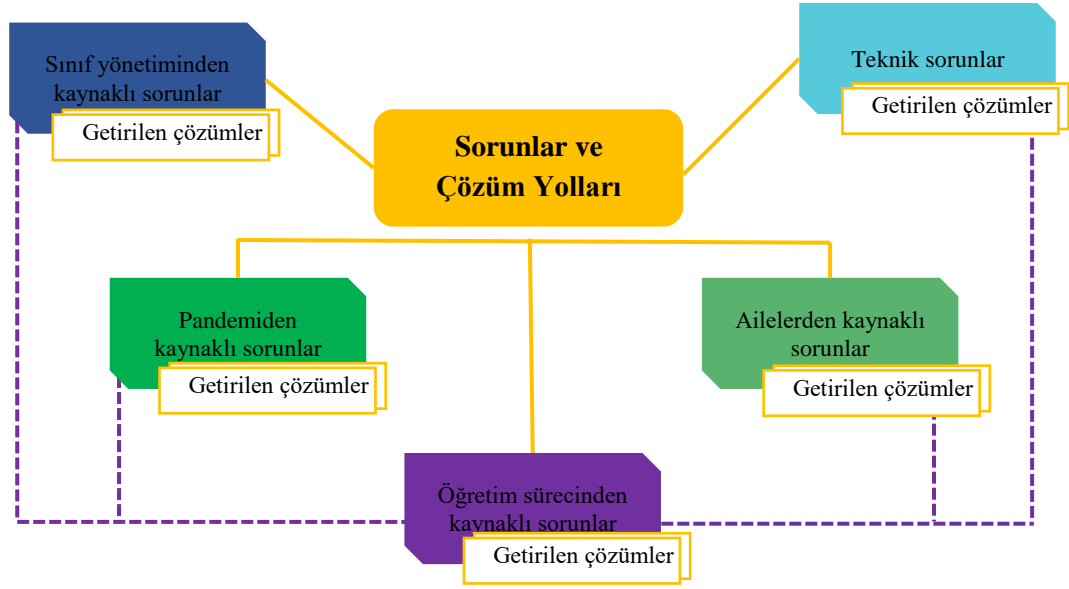 Sınıf yönetiminden
kaynaklı sorunlar
Getirilen çözümler
Teknik sorunlar
Getirilen çözümler
Sorunlar ve
Çözüm Yolları
Pandemiden
kaynaklı sorunlar
Getirilen çözümler
Ailelerden kaynaklı
sorunlar
Getirilen çözümler
Öğretim sürecinden
kaynaklı sorunlar
Getirilen çözümler